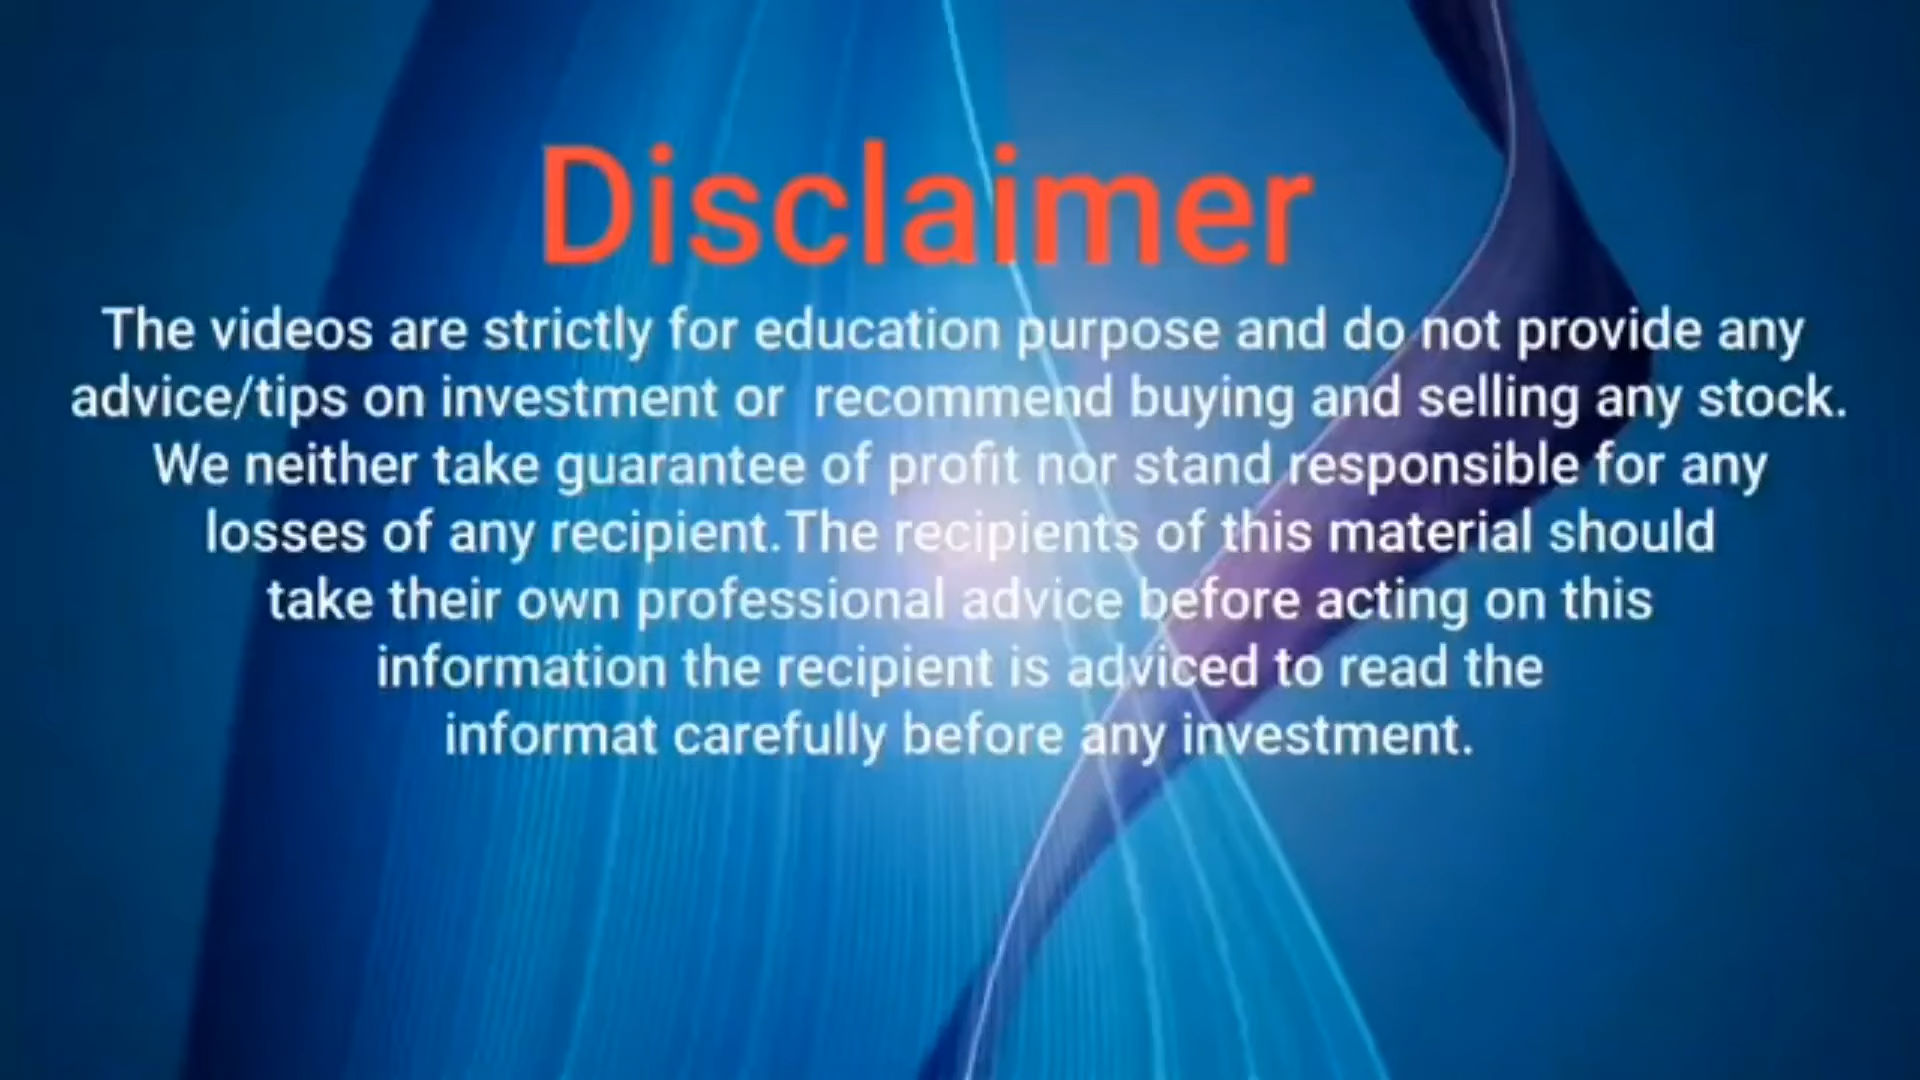 Disclaimer
The videos are strictly for education purpose and do not provide any
advice/tips on investment or  recommend buying and selling any stock.
We neither take guarantee of profit nor stand responsible for any
losses of any recipient.The recipients of this material should
take their own professional advice before acting on this
information the recipient is adviced to read the
informat carefully before any investment.